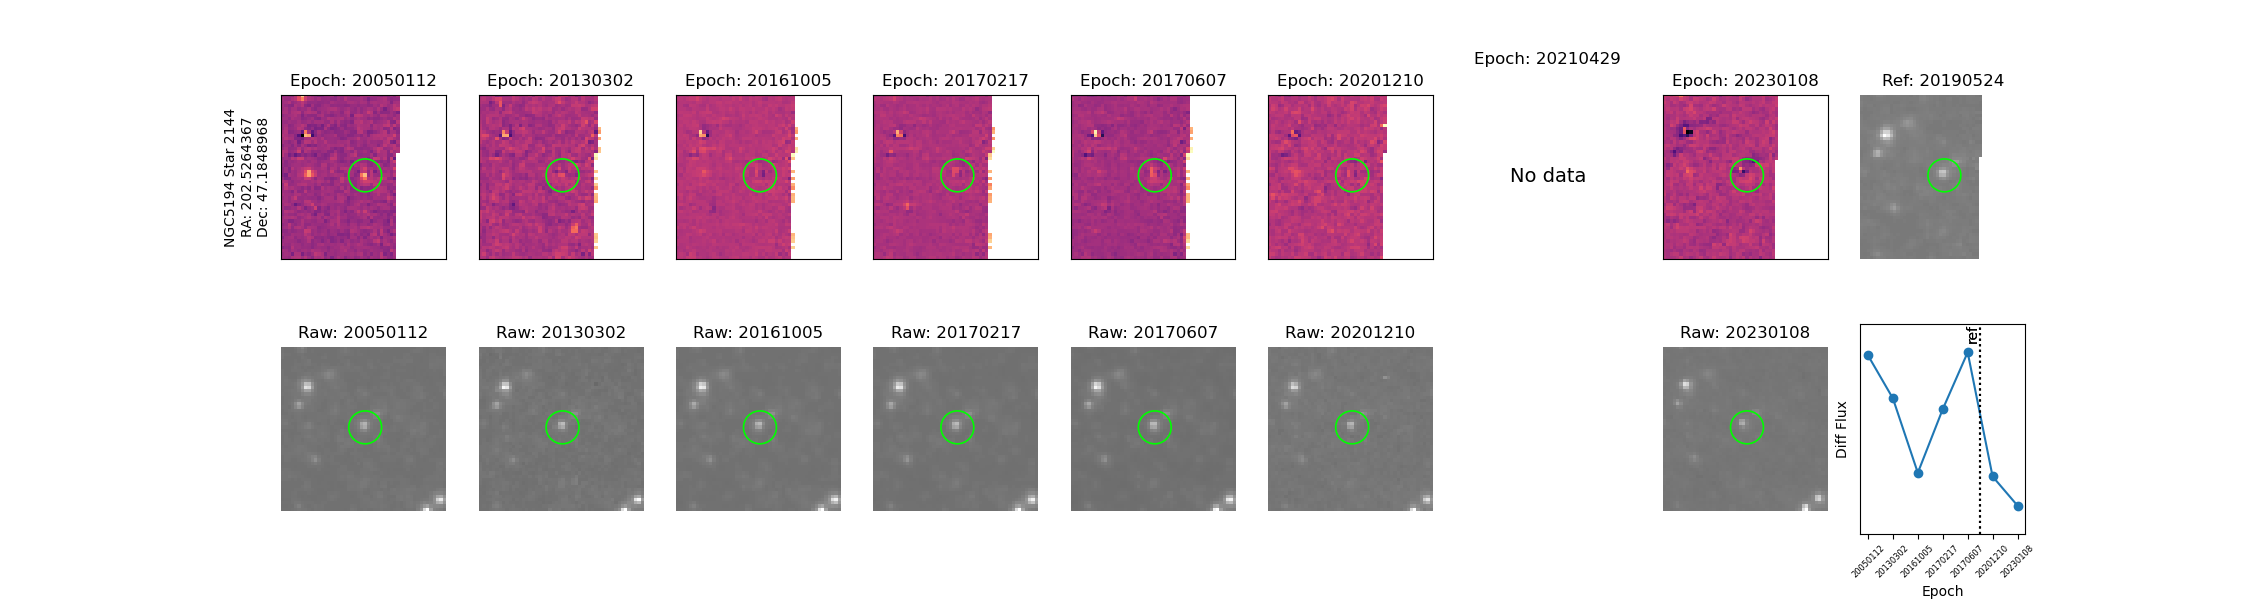 Epoch: 20210429
Epoch: 20050112
Epoch: 20130302
Epoch: 20161005
Epoch: 20170217
Epoch: 20170607
Epoch: 20201210
Epoch: 20230108
Ref: 20190524
NGC5194 Star 2144
RA: 202.5264367
Dec: 47.1848968
No data
Raw: 20050112
Raw: 20130302
Raw: 20161005
Raw: 20170217
Raw: 20170607
Raw: 20201210
Raw: 20230108
ref
Diff Flux
20050112
20130302
20161005
20170217
20170607
20201210
20230108
Epoch